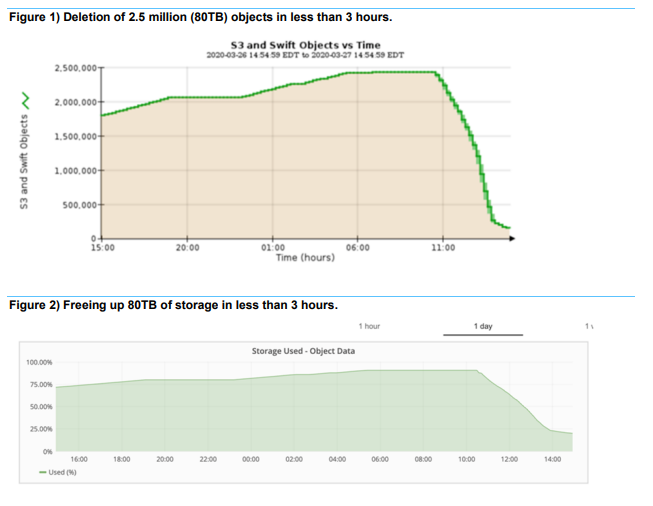 Figure 1) Deletion of 2.5 million (80TB) objects in less than 3 hours.
S3 and Swift Objects vs Time
2020-03-26 14:54:59 EDT to 2020-03-27 14:54:59 EDT
S3 and Swift Objects
2,500,000
2,000,000
1,500,000
1,000,000
500,000
0
15:00 20:00 01:00 06:00 11:00
Time (hours)
Figure 2) Freeing up 80TB of storage in less than 3 hours.
1 hour 1 day 1
Storage Used - Object Data
100.00%
75.00%
50.00%
25.00%
0%
16:00 18:00 20:00 22:00 00:00 02:00 04:00 06:00 08:00 10:00 12:00 14:00
Used (%)